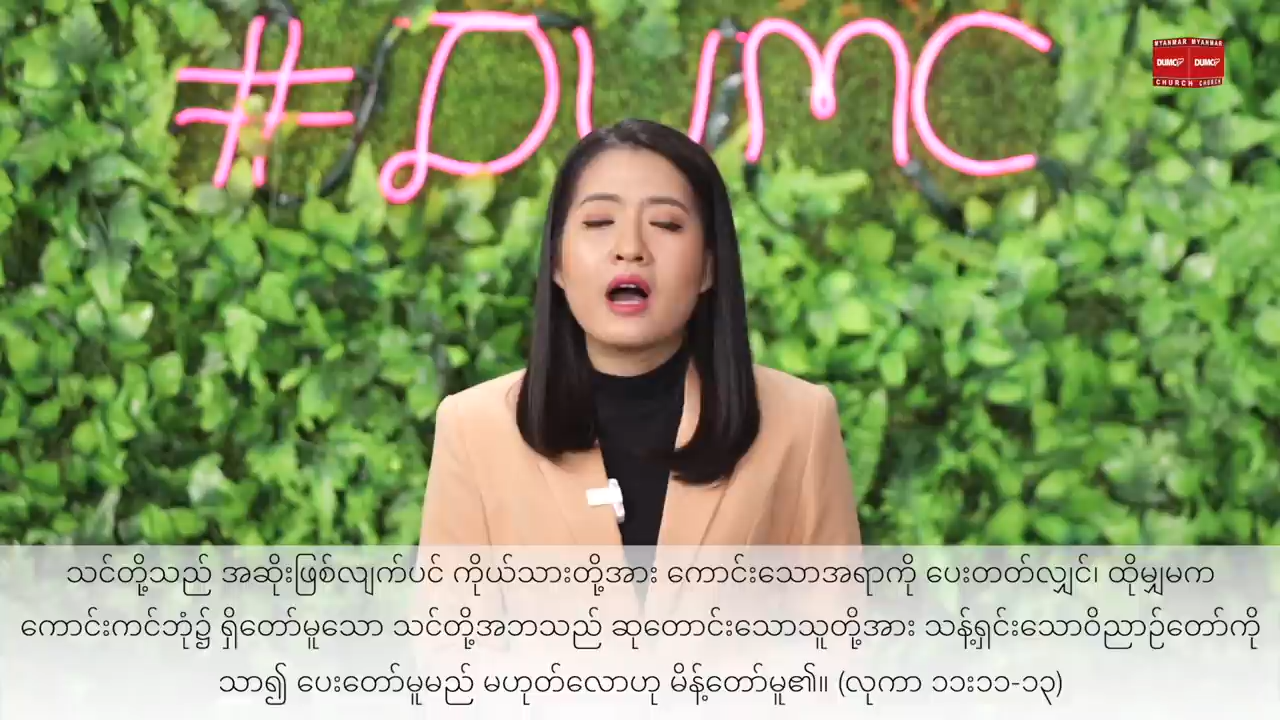 #DUMC
MYANMAR MYANMAR
DUMC DUMC
CHURCH CHURCH
သင်တို့သည် အဆိုးဖြစ်လျက်ပင် ကိုယ်သားတို့အား ကောင်းသောအရာကို ပေးတတ်လျှင်၊ ထိုမျှမက
ကောင်းကင်ဘုံ၌ ရှိတော်မူသော သင်တို့အဘသည် ဆုတောင်းသောသူတို့အား သန့်ရှင်းသောဝိညာဉ်တော်ကို
သာ၍ ပေးတော်မူမည် မဟုတ်လောဟု မိန့်တော်မူ၏။ (လုကာ ၁၁း၁၁-၁၃)